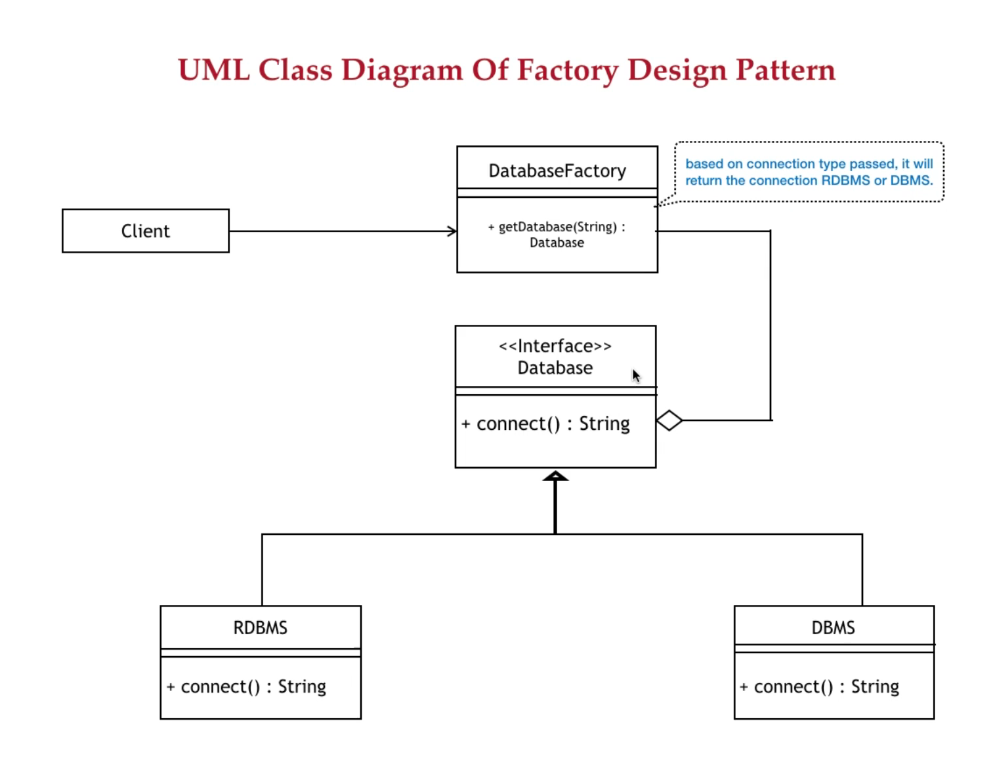 UML Class Diagram Of Factory Design Pattern
DatabaseFactory
based on connection type passed, it will
return the connection RDBMS or DBMS.
Client
+ getDatabase(String) :
Database
<<Interface>>
Database
+ connect() : String
RDBMS
DBMS
+ connect() : String
+ connect() : String